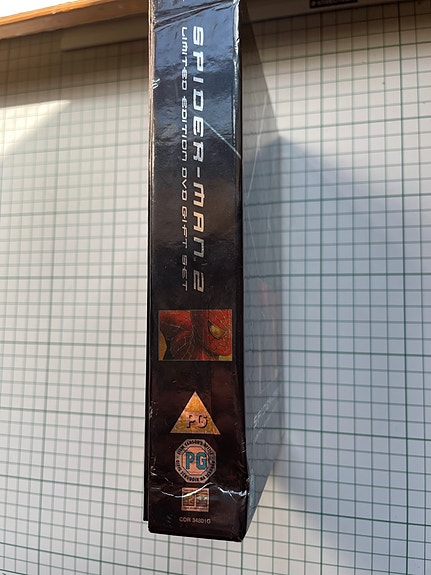 SPIDER-MAN 2
LIMITED EDITION DVD GIFT SET
PG
PG